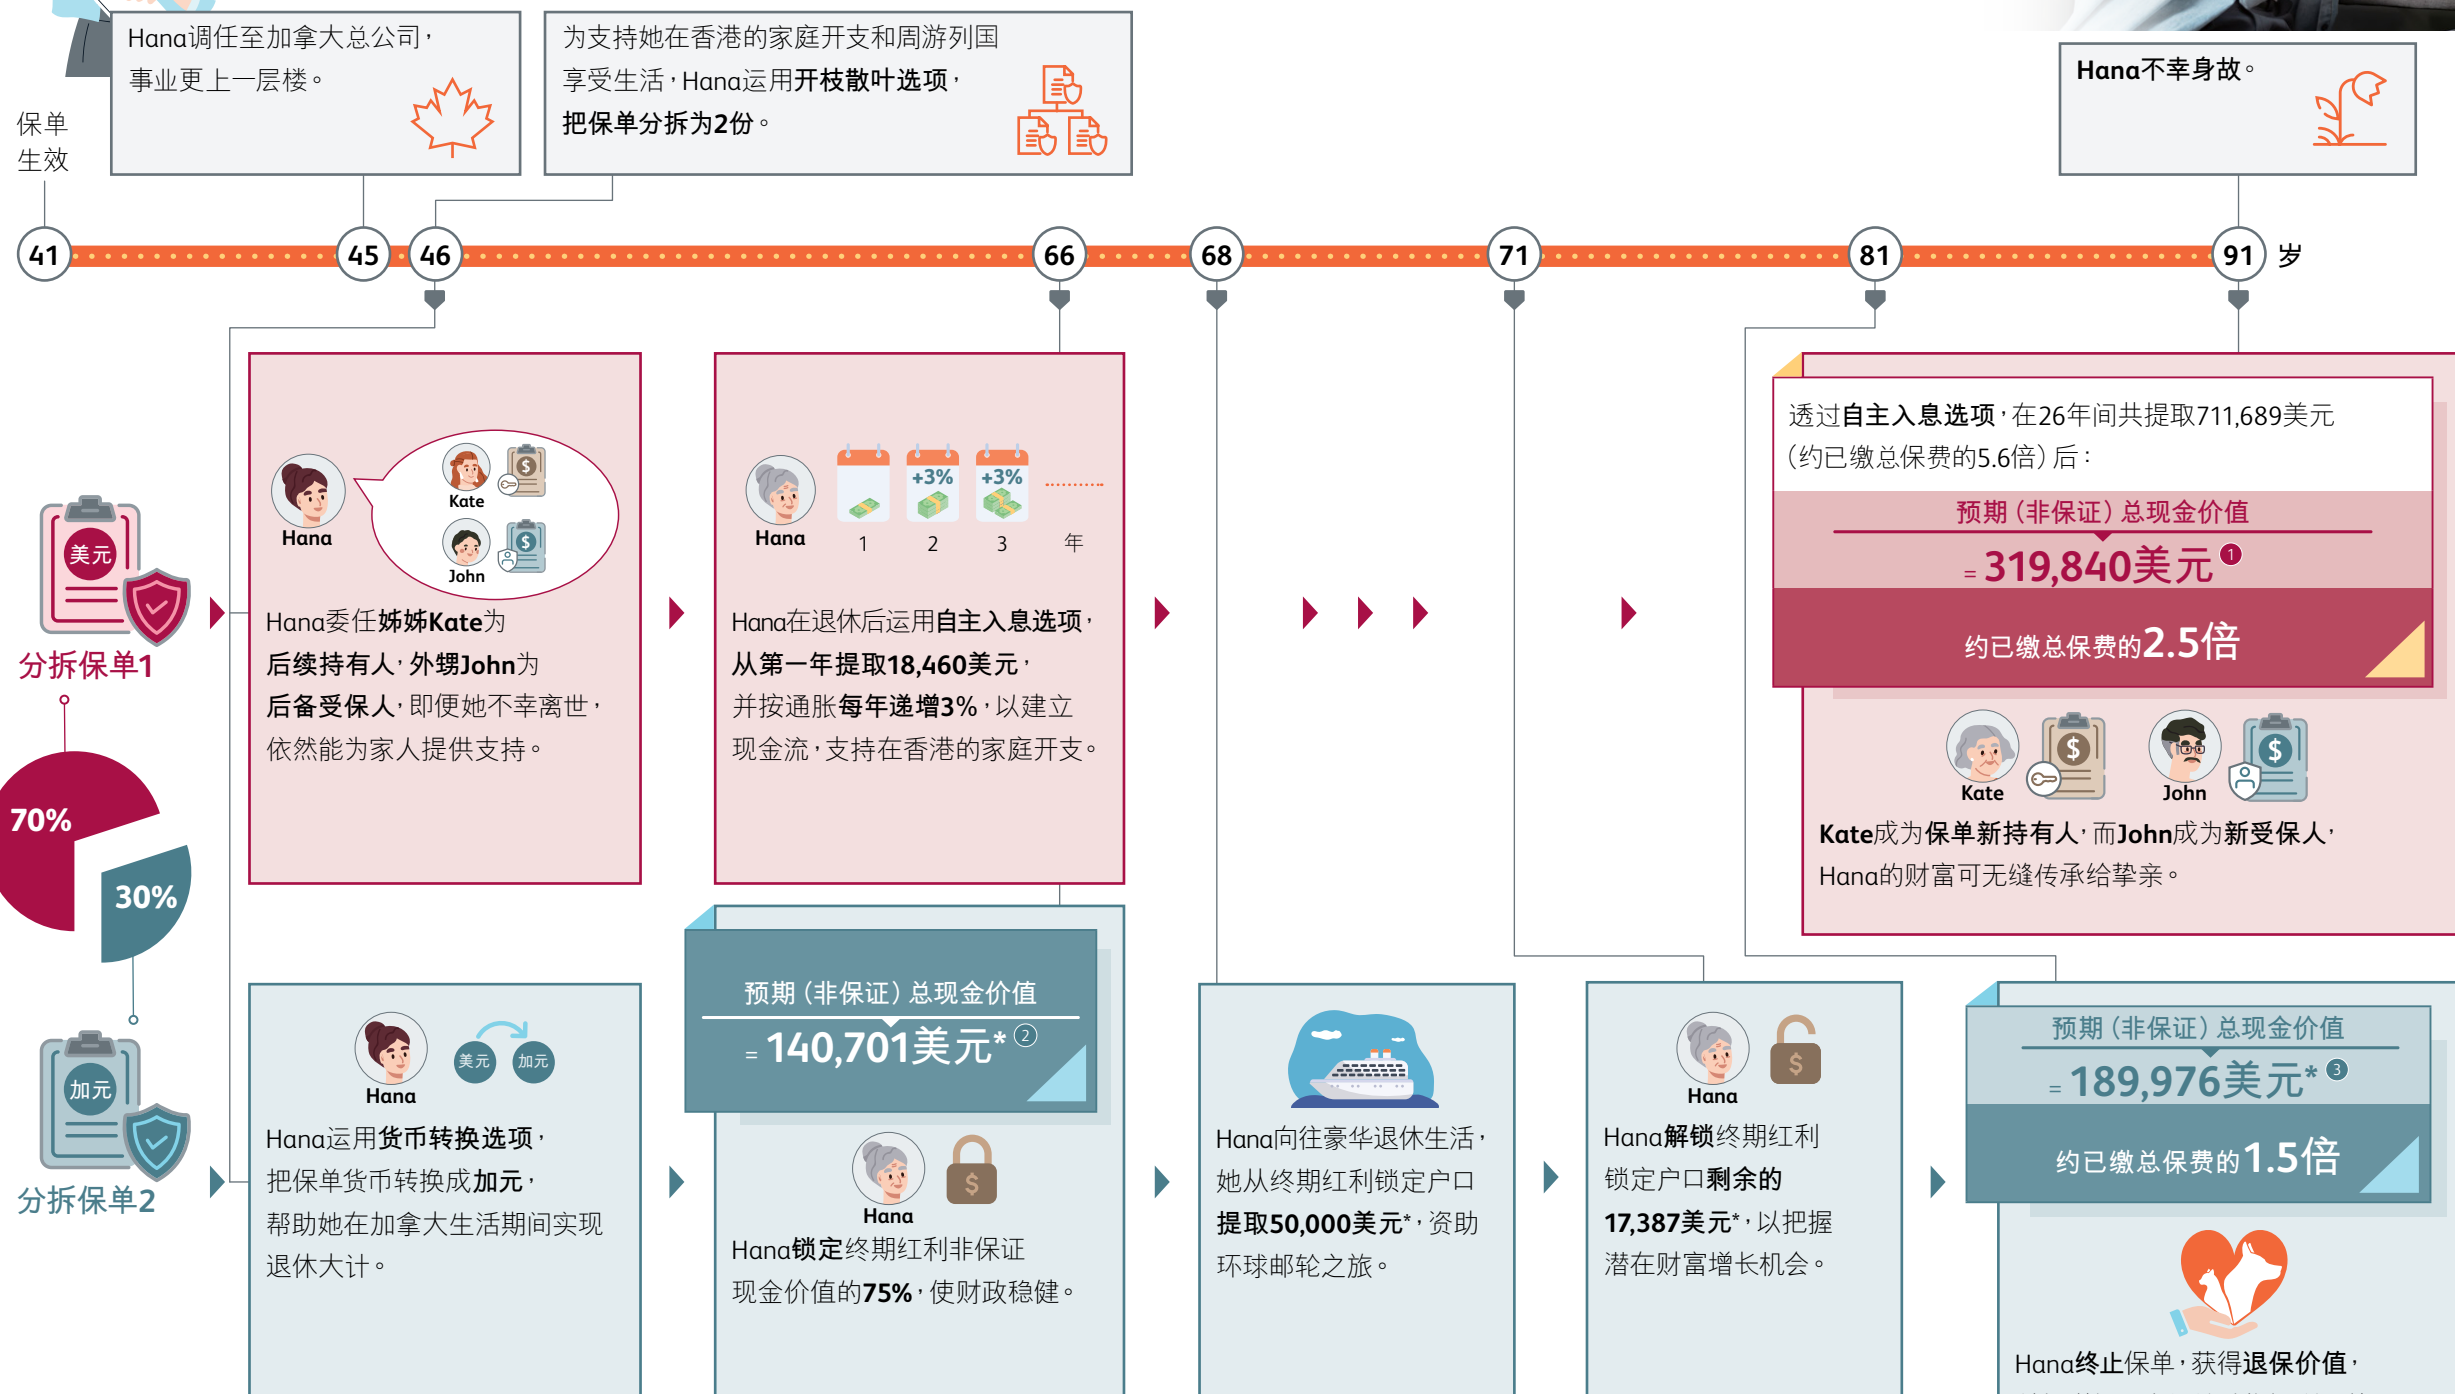 Hana调任至加拿大总公司，
事业更上一层楼。
为支持她在香港的家庭开支和周游列国
享受生活，Hana运用开枝散叶选项，
把保单分拆为2份。
Hana不幸身故。
保单
生效
41
45
46
66
68
71
81
91
岁
美元
分拆保单1
70%
30%
加元
分拆保单2
Kate
John
Hana
Hana委任姊姊Kate为
后续持有人，外甥John为
后备受保人，即便她不幸离世，
依然能为家人提供支持。
+3%
+3%
Hana
1
2
3
年
Hana在退休后运用自主入息选项，
从第一年提取18,460美元，
并按通胀每年递增3%，以建立
现金流，支持在香港的家庭开支。
透过自主入息选项，在26年间共提取711,689美元
（约已缴总保费的5.6倍）后：
预期（非保证）总现金价值
= 319,840美元 1
约已缴总保费的2.5倍
Kate
John
Kate成为保单新持有人，而John成为新受保人，
Hana的财富可无缝传承给挚亲。
美元
加元
Hana
Hana运用货币转换选项，
把保单货币转换成加元，
帮助她在加拿大生活期间实现
退休大计。
预期（非保证）总现金价值
= 140,701美元* 2
Hana
Hana锁定终期红利非保证
现金价值的75%，使财政稳健。
Hana向往豪华退休生活，
她从终期红利锁定户口
提取50,000美元*，资助
环球邮轮之旅。
Hana
Hana解锁终期红利
锁定户口剩余的
17,387美元*，以把握
潜在财富增长机会。
预期（非保证）总现金价值
= 189,976美元* 3
约已缴总保费的1.5倍
Hana终止保单，获得退保价值，